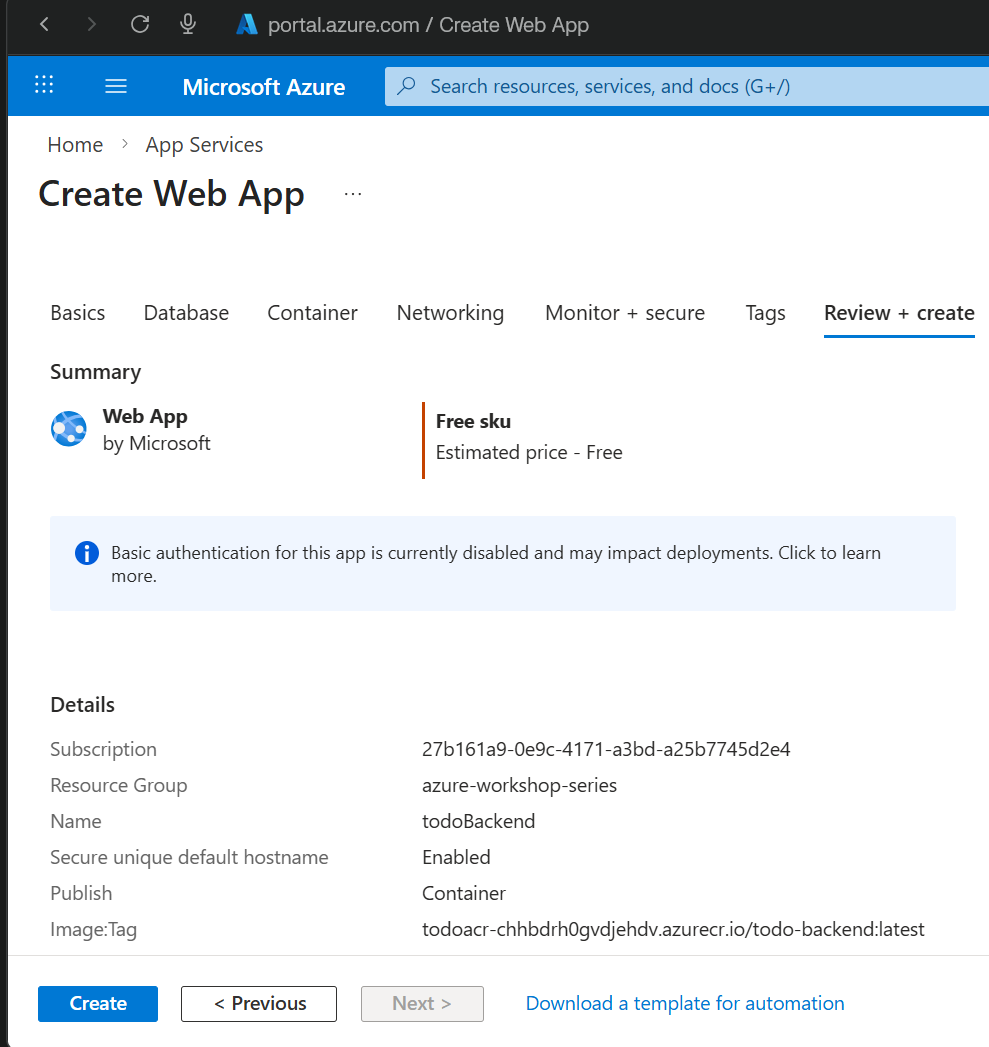 portal.azure.com / Create Web App
Microsoft Azure
Search resources, services, and docs (G+/)
Home > App Services
Create Web App ...
Basics Database Container Networking Monitor + secure Tags Review + create
Summary
Web App
by Microsoft
Free sku
Estimated price - Free
Basic authentication for this app is currently disabled and may impact deployments. Click to learn
more.
Details
Subscription 27b161a9-0e9c-4171-a3bd-a25b7745d2e4
Resource Group azure-workshop-series
Name todoBackend
Secure unique default hostname Enabled
Publish Container
Image:Tag todoacr-chhbdrh0gvdjehdv.azurecr.io/todo-backend:latest
Create < Previous Next > Download a template for automation